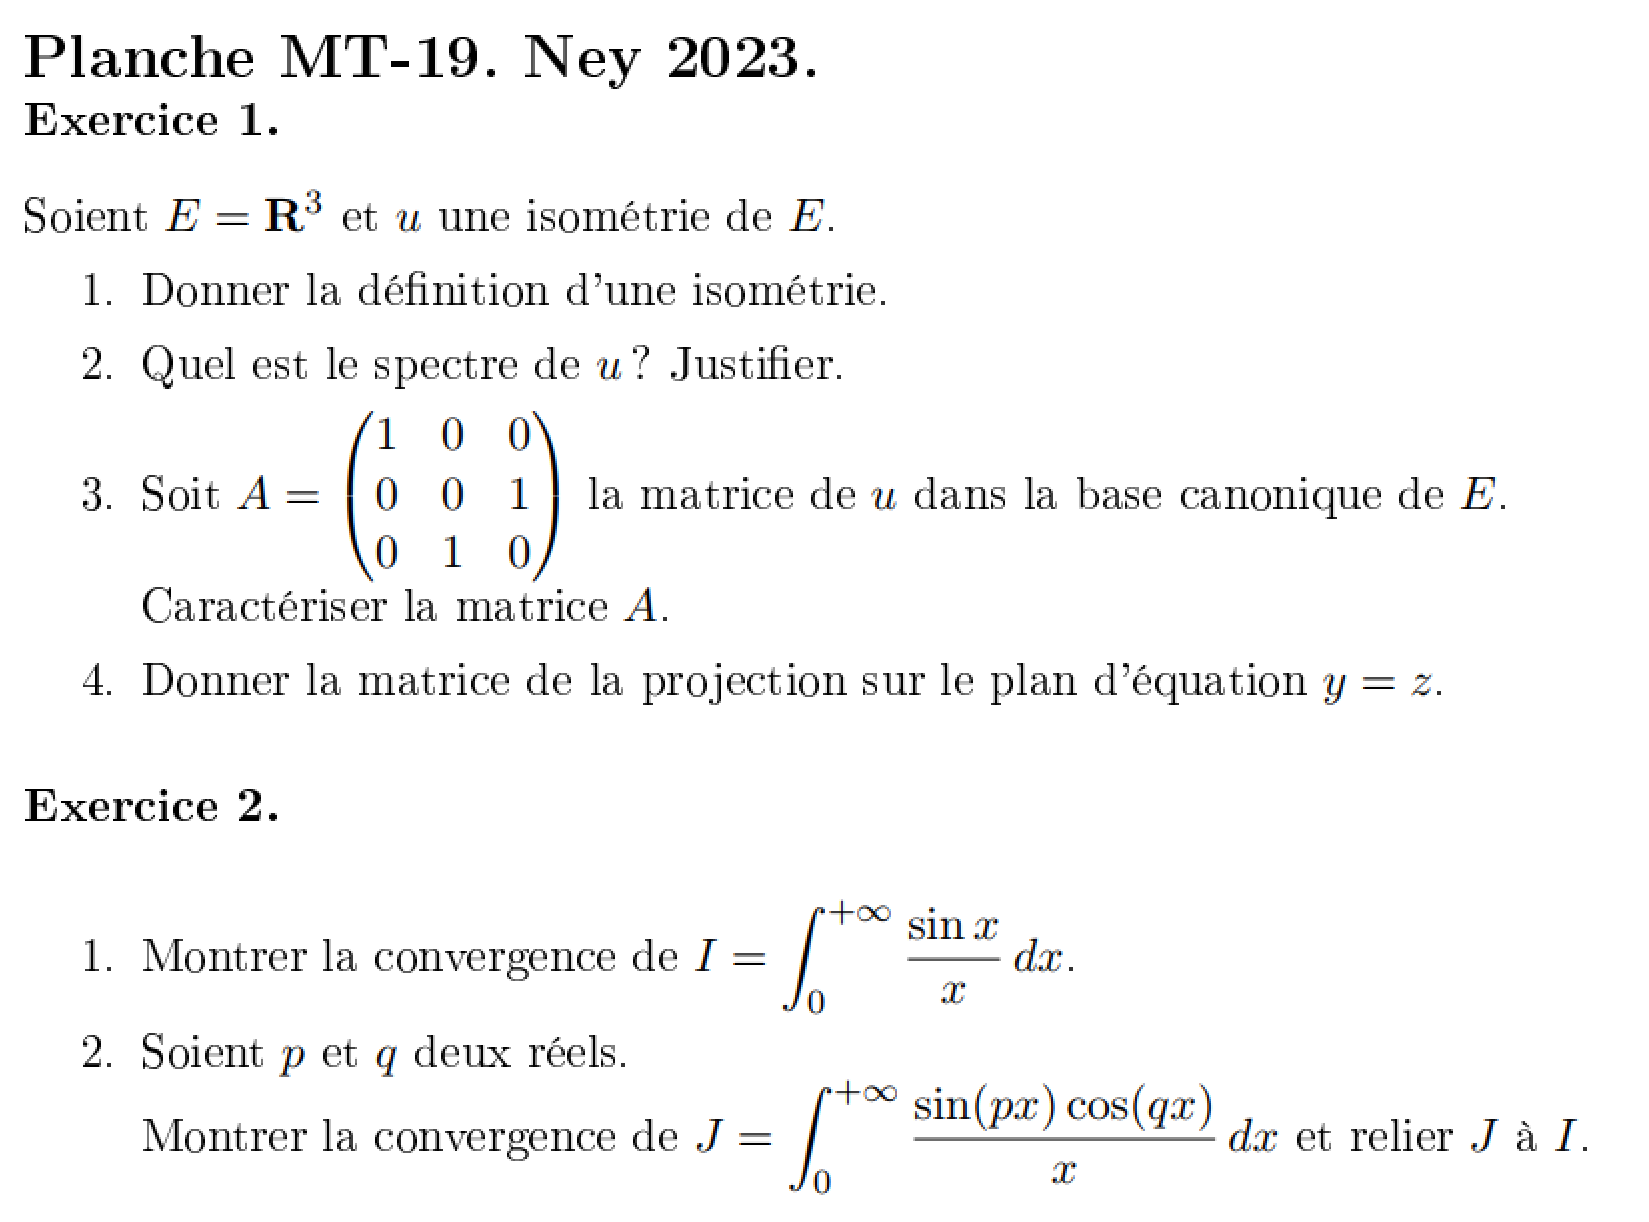 Planche MT-19. Ney 2023.
Exercice 1.
Soient E = R³ et u une isométrie de E.
1. Donner la définition d'une isométrie.
2. Quel est le spectre de u ? Justifier.
3. Soit A = \begin{pmatrix} 1 & 0 & 0 \\ 0 & 0 & 1 \\ 0 & 1 & 0 \end{pmatrix} la matrice de u dans la base canonique de E.
Caractériser la matrice A.
4. Donner la matrice de la projection sur le plan d'équation y = z.
Exercice 2.
1. Montrer la convergence de I = \int_0^{+\infty} \frac{\sin x}{x} dx.
2. Soient p et q deux réels.
Montrer la convergence de J = \int_0^{+\infty} \frac{\sin(px) \cos(qx)}{x} dx et relier J à I.